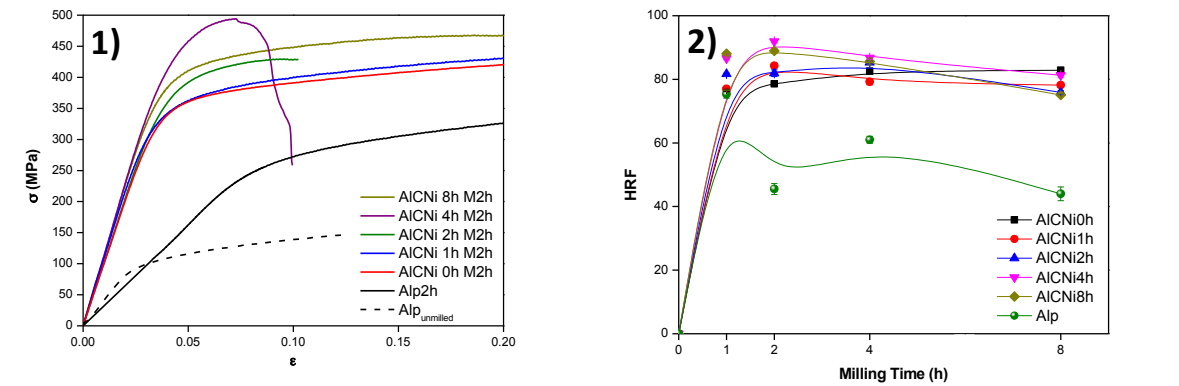 1)
500
450
400
350
300
250
200
150
100
50
0
σ (MPa)
0.00 0.05 0.10 0.15 0.20
ε
AlCNi 8h M2h
AlCNi 4h M2h
AlCNi 2h M2h
AlCNi 1h M2h
AlCNi 0h M2h
Alp2h
Alp unmilled
2)
100
80
60
40
20
0
HRF
0 1 2 4 8
Milling Time (h)
AlCNi0h
AlCNi1h
AlCNi2h
AlCNi4h
AlCNi8h
Alp